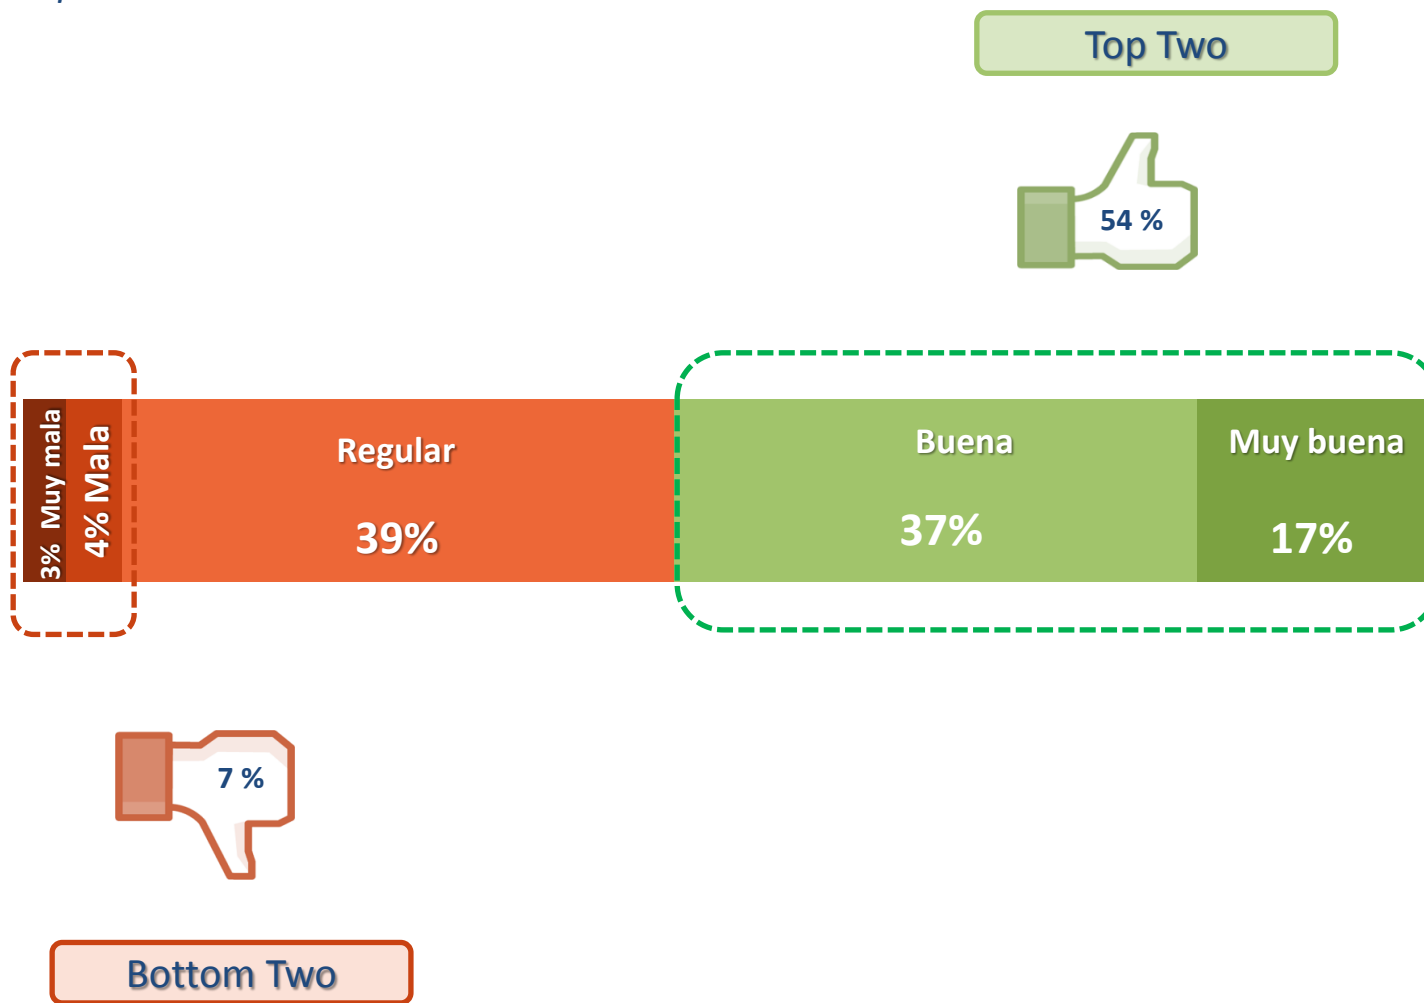 Top Two
54 %
3% Muy mala
4% Mala
Regular
39%
Buena
37%
Muy buena
17%
7 %
Bottom Two